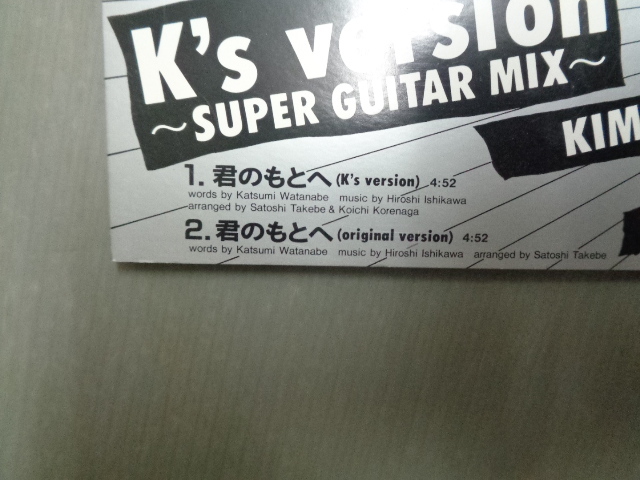 K's version
～SUPER GUITAR MIX～
KIM
1. 君のもとへ (K's version) 4:52
words by Katsumi Watanabe music by Hiroshi Ishikawa
arranged by Satoshi Takebe & Koichi Korenaga
2. 君のもとへ (original version) 4:52
words by Katsumi Watanabe music by Hiroshi Ishikawa arranged by Satoshi Takebe